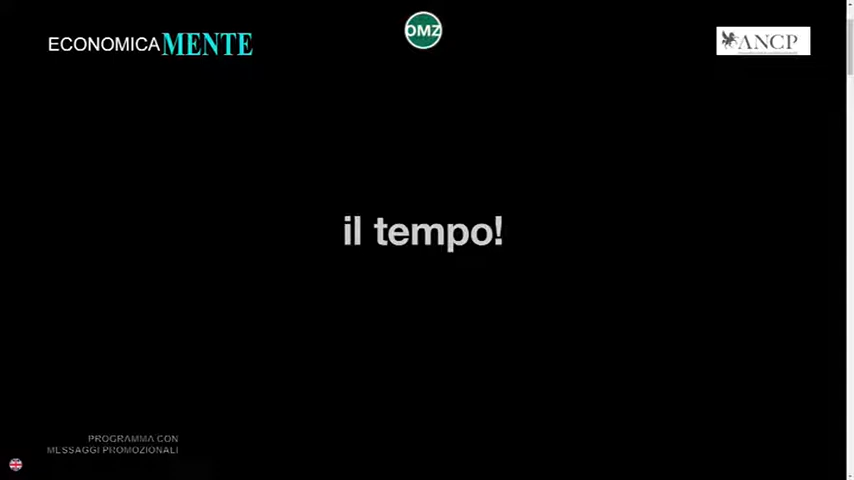 ECONOMICAMENTE
OMZ
ANCP
il tempo!
PROGRAMMA CON
MESSAGGI PROMOZIONALI